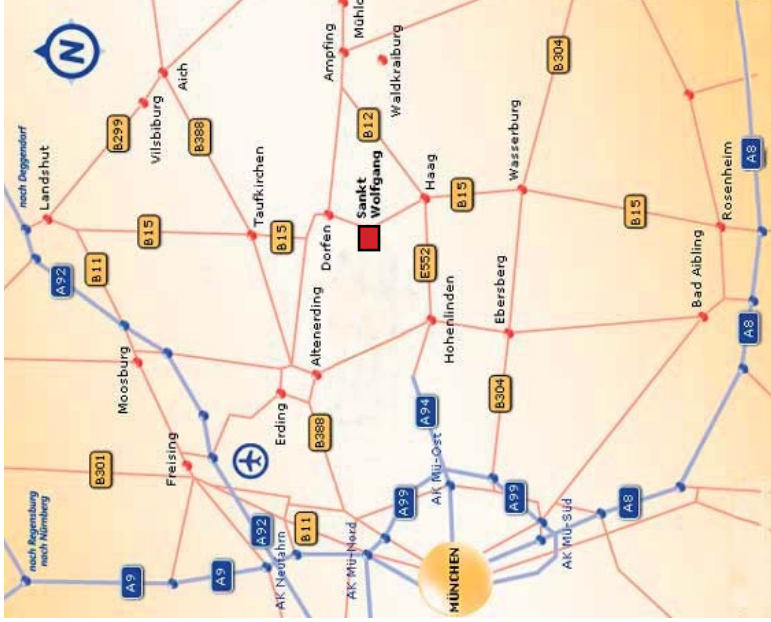 nach Regensburg
nach Nürnberg
nach Deggendorf
N
Landshut
A92
B11
B301
Moosburg
B299
A9
B15
Vilsbiburg
Freising
Aich
B388
A9
Taufkirchen
A92
AK Neufahrn
Erding
B15
B11
B388
Altenerding
Dorfen
Ampfing
AK Mü-Nord
Sankt
Wolfgang
B12
Mühld
A99
Waldkraiburg
A94
E552
Haag
AK Mü-Ost
Hohenlinden
MÜNCHEN
B15
B304
Ebersberg
Wasserburg
A99
B304
AK Mü-Süd
A8
B15
Bad Aibling
Rosenheim
A8
A8